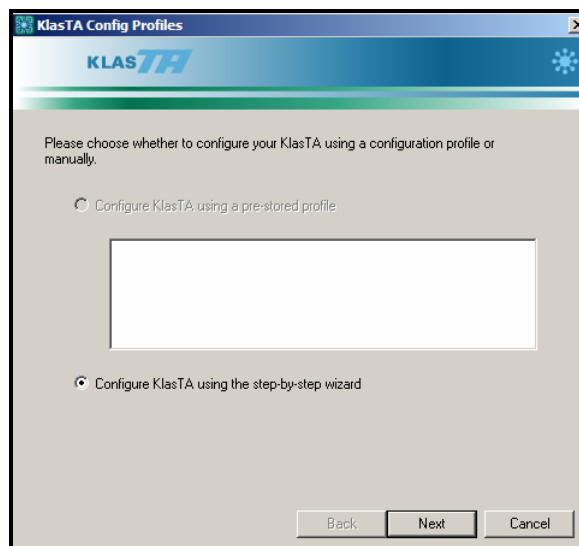 KlasTA Config Profiles
KLASTA
Please choose whether to configure your KlasTA using a configuration profile or
manually.
Configure KlasTA using a pre-stored profile
Configure KlasTA using the step-by-step wizard
Back Next Cancel